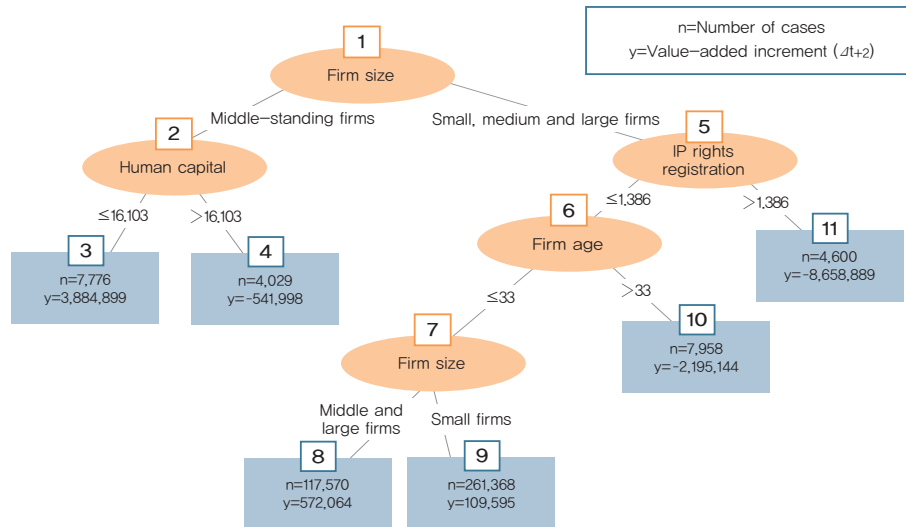 n=Number of cases
y=Value-added increment (⊿t+2)
1
Firm size
Middle-standing firms
Small, medium and large firms
2
Human capital
5
IP rights
registration
≤16,103
>16,103
≤1,386
>1,386
3
n=7,776
y=3,884,899
4
n=4,029
y=-541,998
6
Firm age
11
n=4,600
y=-8,658,889
≤33
>33
7
Firm size
10
n=7,958
y=-2,195,144
Middle and
large firms
Small firms
8
n=117,570
y=572,064
9
n=261,368
y=109,595